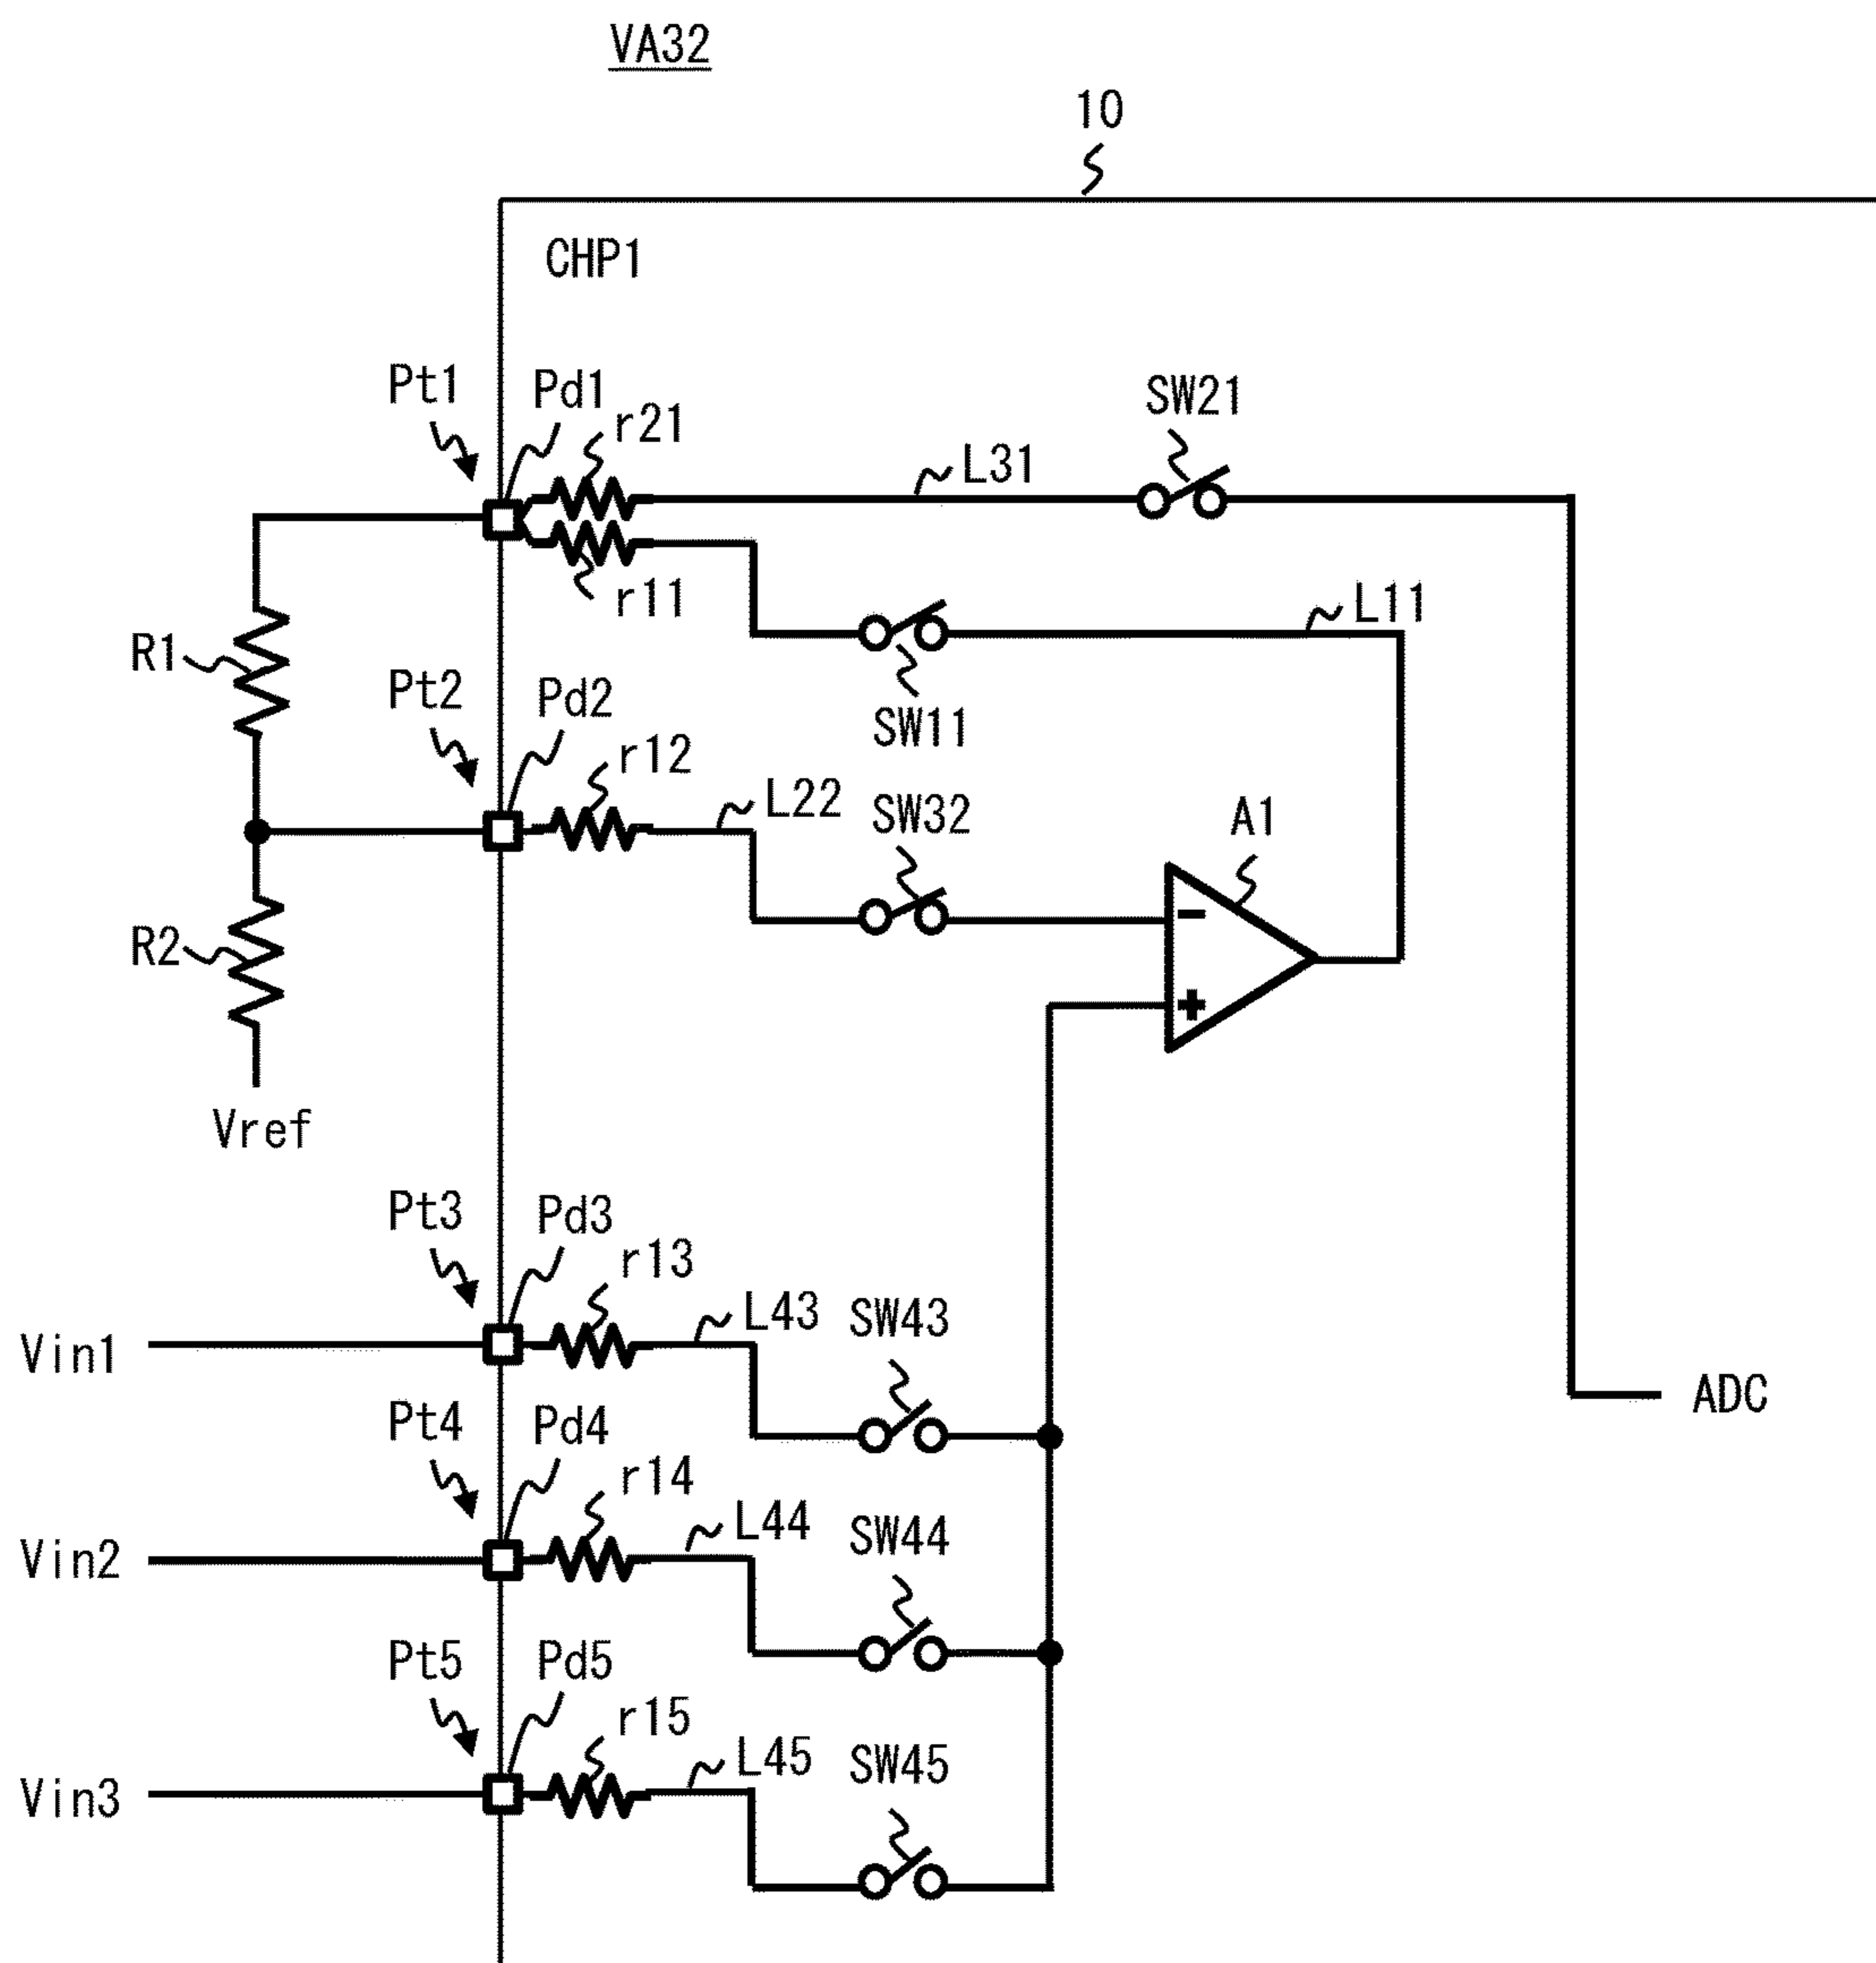 VA32
10
CHP1
Pt1
Pd1
r21
L31
SW21
r11
L11
SW11
R1
Pt2
Pd2
r12
L22
SW32
A1
-
+
R2
Vref
Pt3
Pd3
r13
L43
SW43
Vin1
ADC
Pt4
Pd4
r14
L44
SW44
Vin2
Pt5
Pd5
r15
L45
SW45
Vin3